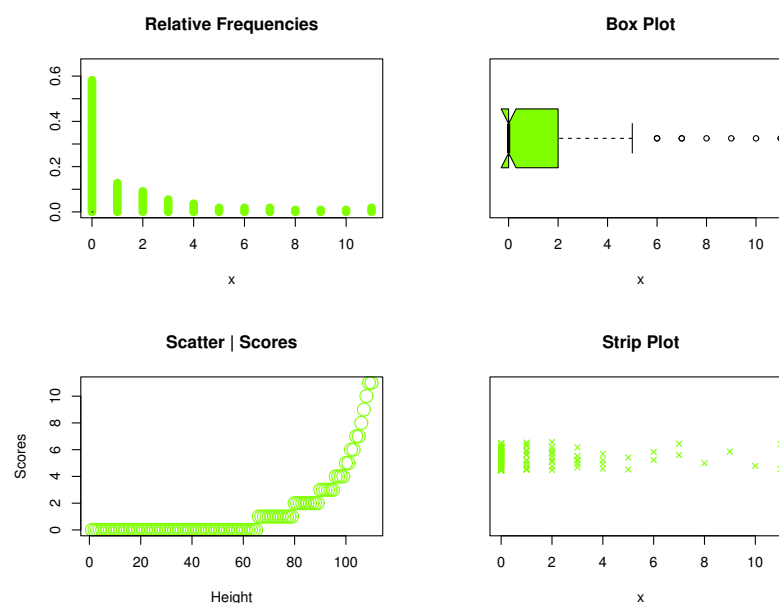 Relative Frequencies
0.0 0.2 0.4 0.6
0 2 4 6 8 10
x
Box Plot
0 2 4 6 8 10
x
Scatter | Scores
Scores
0 2 4 6 8 10
0 20 40 60 80 100
Height
Strip Plot
0 2 4 6 8 10
x